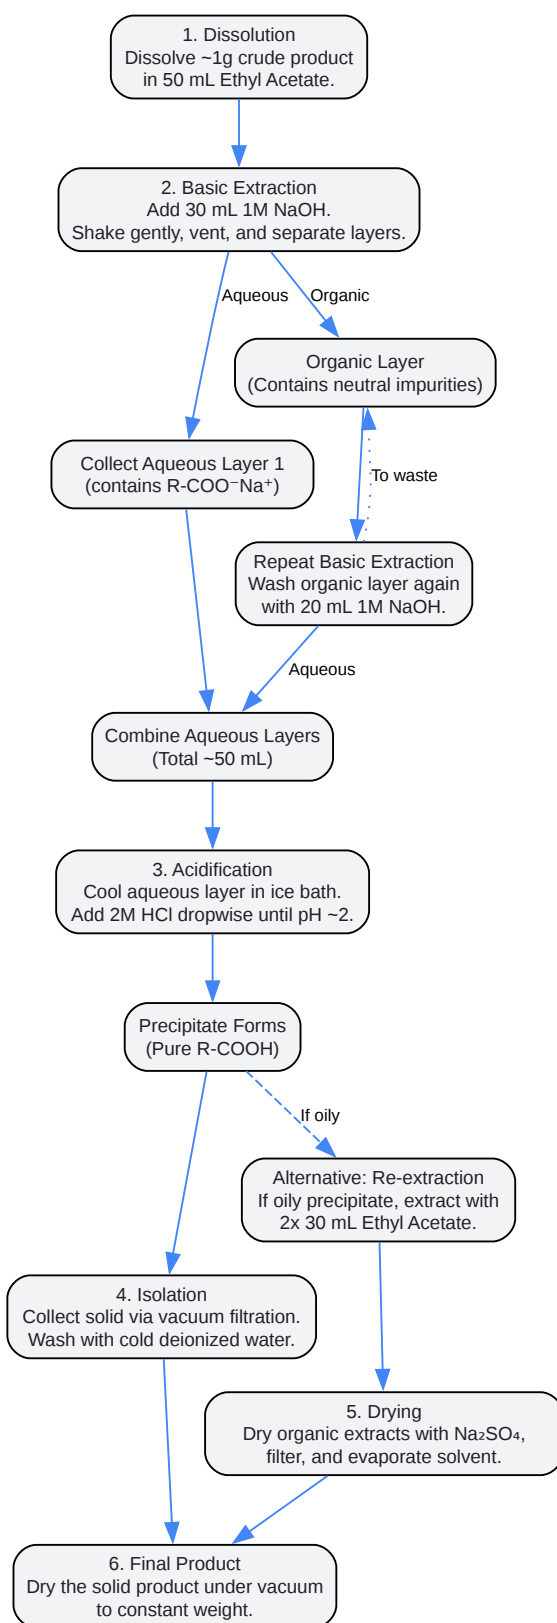 1. Dissolution
Dissolve ~1g crude product
in 50 mL Ethyl Acetate.
2. Basic Extraction
Add 30 mL 1M NaOH.
Shake gently, vent, and separate layers.
Aqueous
Organic
Organic Layer
(Contains neutral impurities)
Collect Aqueous Layer 1
(contains R-COO⁻Na⁺)
To waste
Repeat Basic Extraction
Wash organic layer again
with 20 mL 1M NaOH.
Aqueous
Combine Aqueous Layers
(Total ~50 mL)
3. Acidification
Cool aqueous layer in ice bath.
Add 2M HCl dropwise until pH ~2.
Precipitate Forms
(Pure R-COOH)
If oily
Alternative: Re-extraction
If oily precipitate, extract with
2x 30 mL Ethyl Acetate.
4. Isolation
Collect solid via vacuum filtration.
Wash with cold deionized water.
5. Drying
Dry organic extracts with Na₂SO₄,
filter, and evaporate solvent.
6. Final Product
Dry the solid product under vacuum
to constant weight.